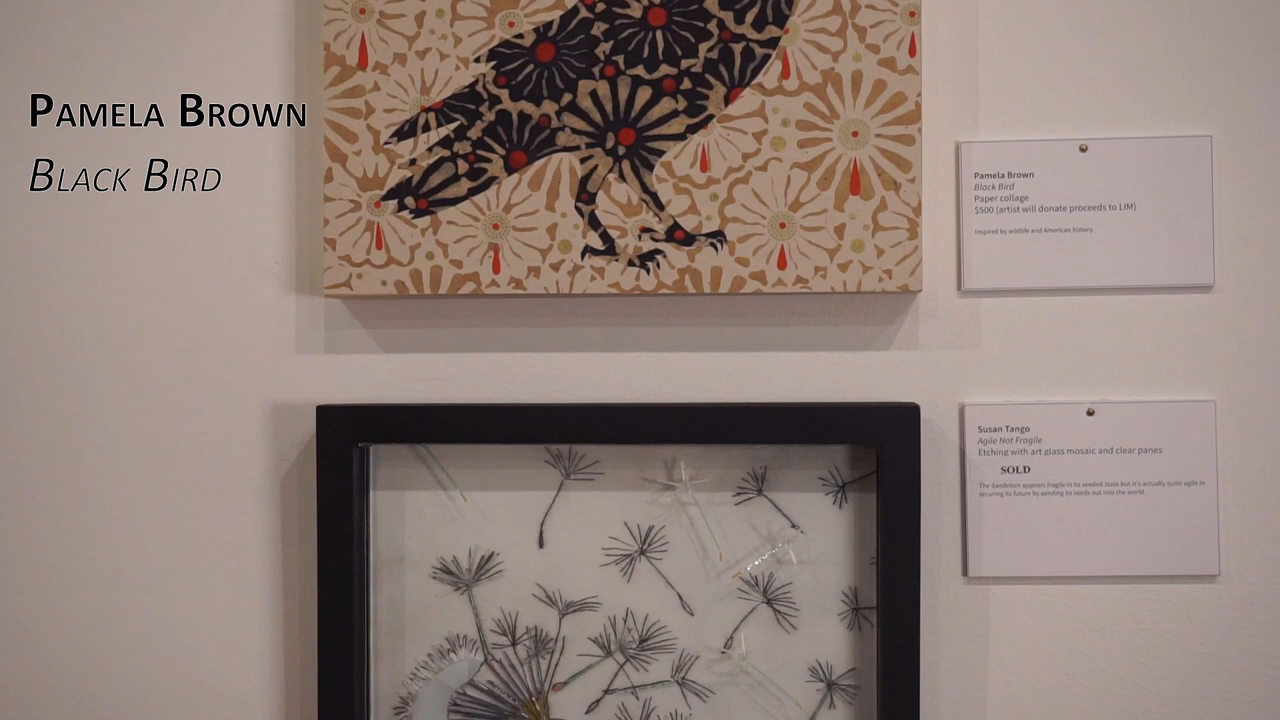 PAMELA BROWN
BLACK BIRD
Pamela Brown
Black Bird
Paper collage
$500 (artist will donate proceeds to LIM)
Inspired by wildlife and American history.
Susan Tango
Agile Not Fragile
Etching with art glass mosaic and clear panes
SOLD
The dandelion appears fragile in its seeded state but it's actually quite agile in
securing its future by sending its seeds out into the world.